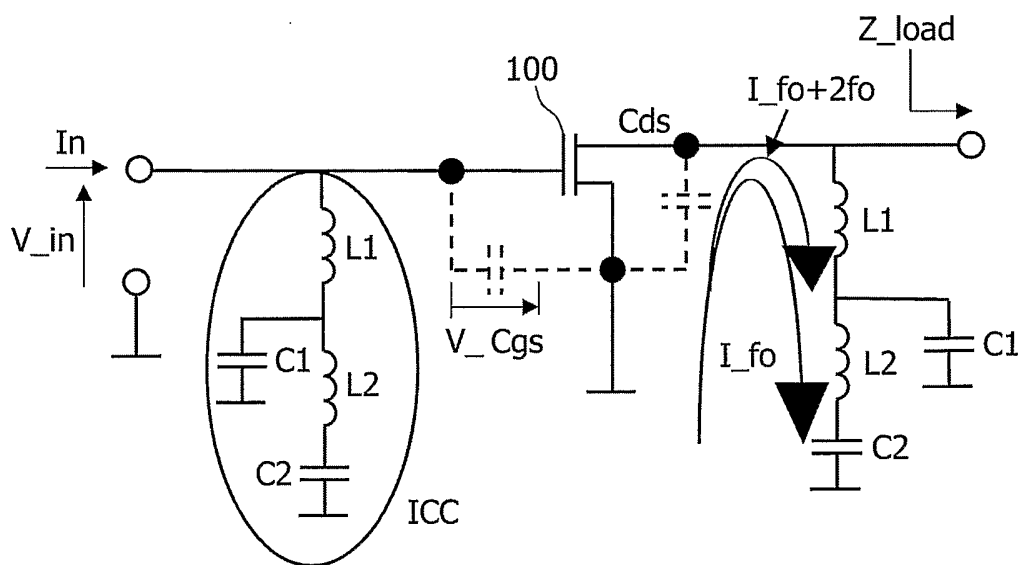 Z_load
100
I_fo+2fo
Cds
In
V_in
L1
L1
V_ Cgs
C1
L2
I_fo
L2
C1
C2
C2
ICC